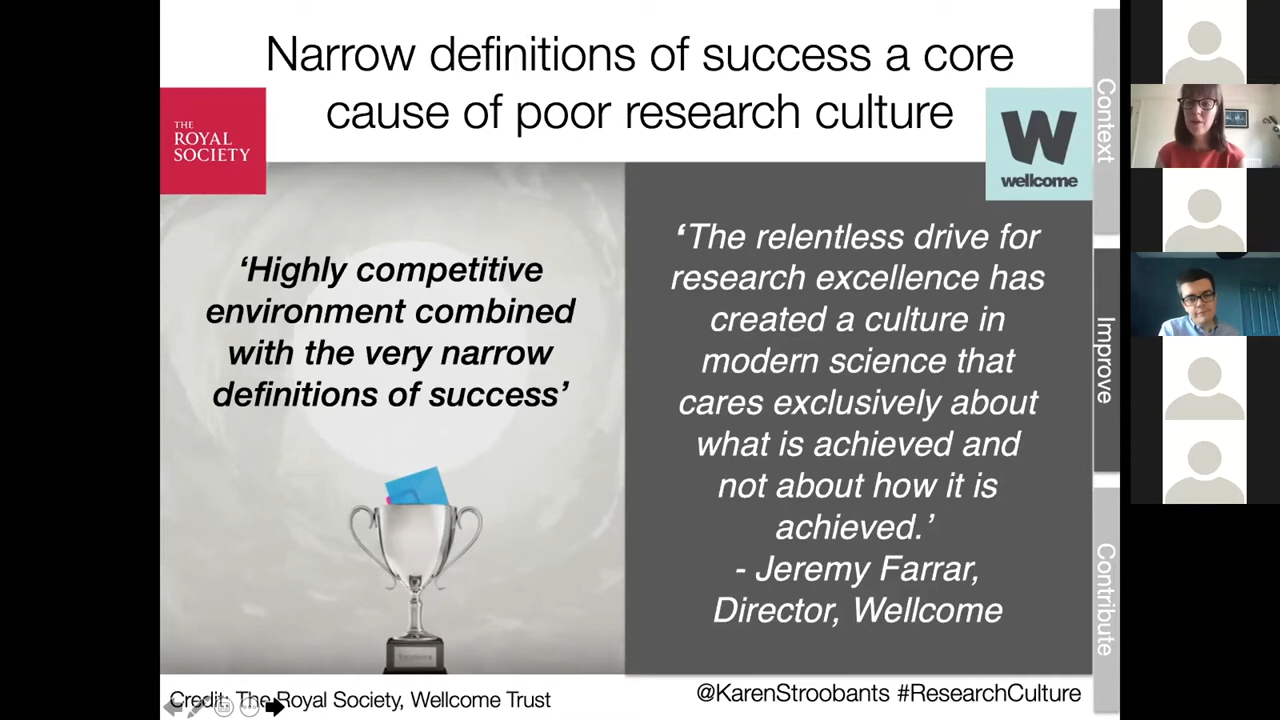 Narrow definitions of success a core
cause of poor research culture
THE
ROYAL
SOCIETY
W
wellcome
‘Highly competitive
environment combined
with the very narrow
definitions of success’
‘The relentless drive for
research excellence has
created a culture in
modern science that
cares exclusively about
what is achieved and
not about how it is
achieved.’
- Jeremy Farrar,
Director, Wellcome
Context
Improve
Contribute
Credit: The Royal Society, Wellcome Trust
@KarenStroobants #ResearchCulture